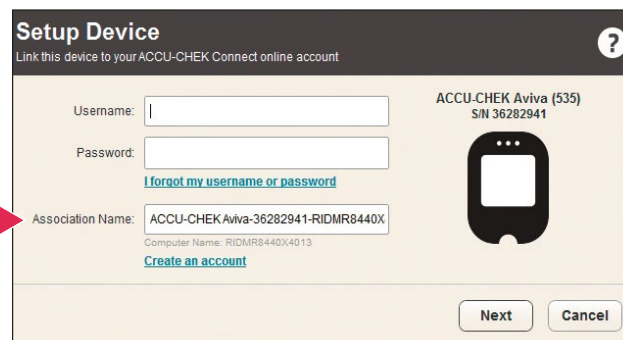 Setup Device
Link this device to your ACCU-CHEK Connect online account
?
Username:
Password:
I forgot my username or password
Association Name: ACCU-CHEK Aviva-36282941-RIDMR8440X
Computer Name: RIDMR8440X4013
Create an account
ACCU-CHEK Aviva (535)
S/N 36282941
Next
Cancel